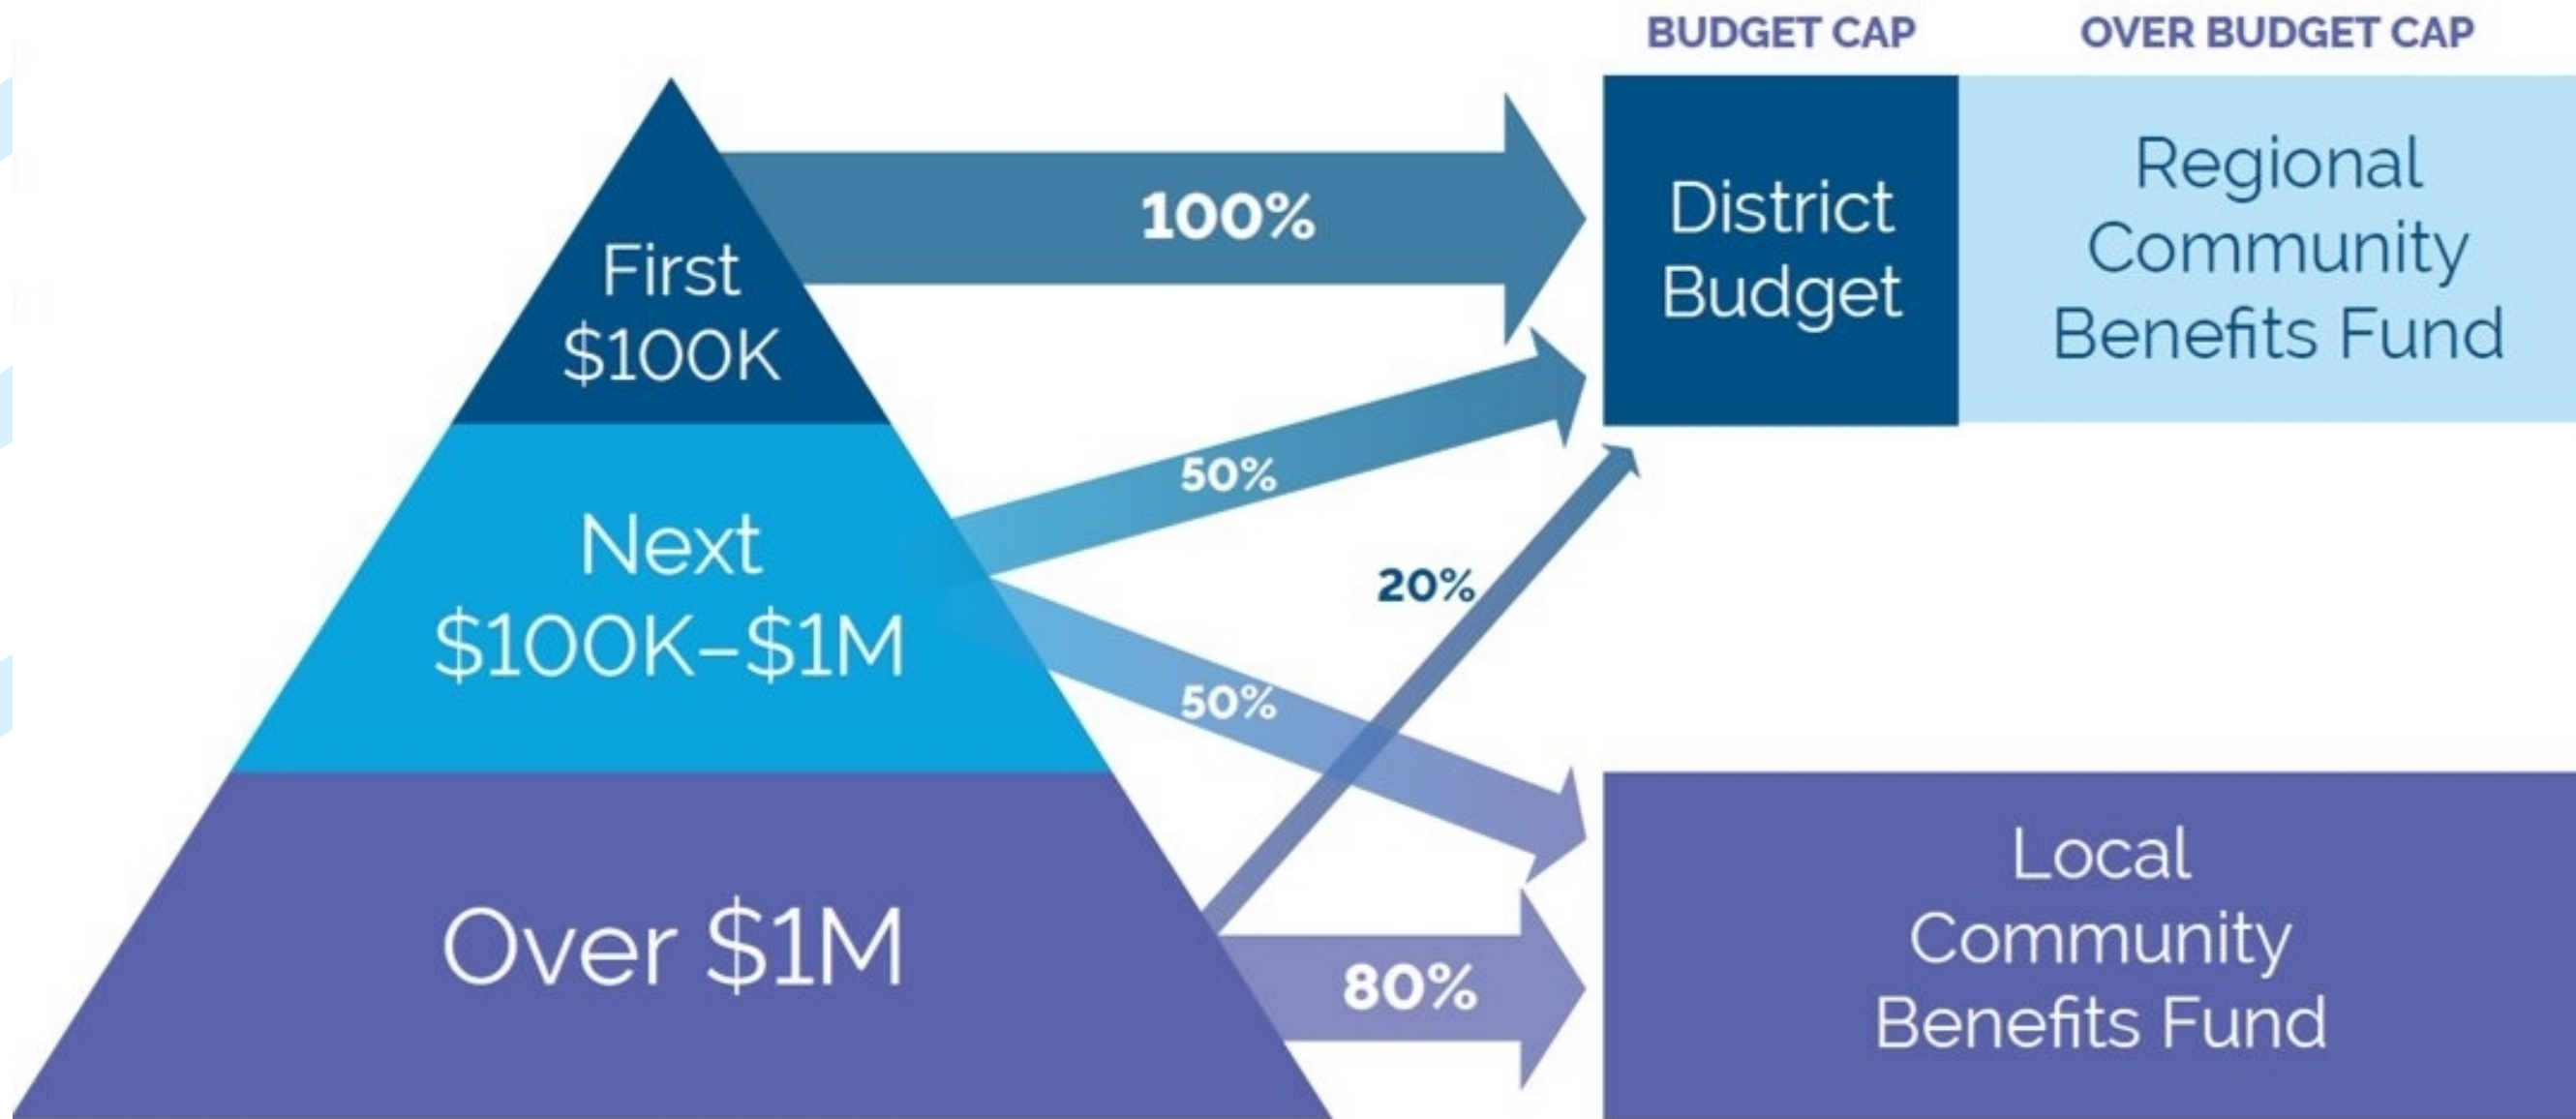 BUDGET CAP
OVER BUDGET CAP
First
$100K
100%
District
Budget
Regional
Community
Benefits Fund
Next
$100K–$1M
50%
20%
50%
Over $1M
80%
Local
Community
Benefits Fund